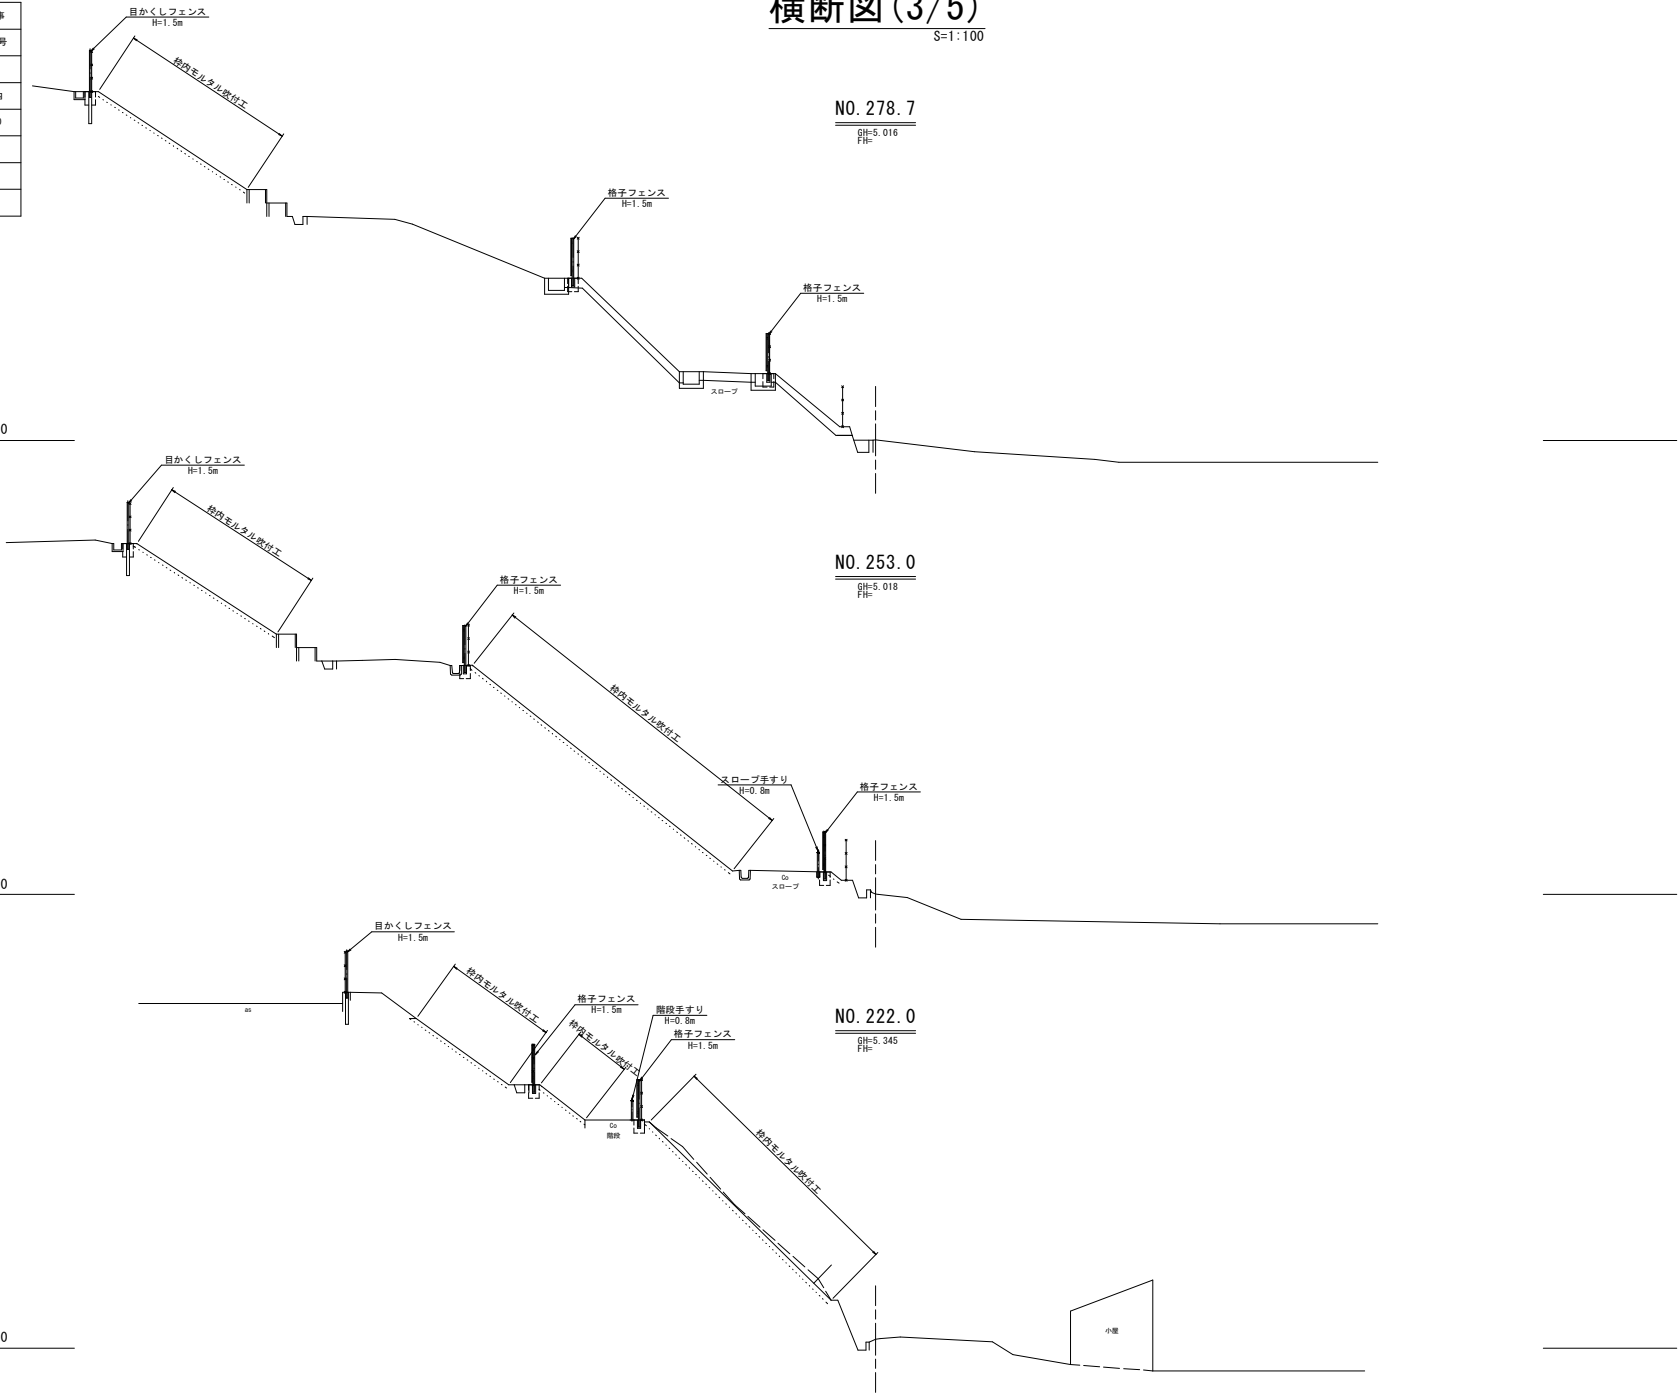 横断図(3/5)
S=1:100
号
目かくしフェンス
H=1.5m
枠内モルタル吹付工
NO.278.7
GH=5.016
FH=
格子フェンス
H=1.5m
格子フェンス
H=1.5m
スロープ
0
目かくしフェンス
H=1.5m
枠内モルタル吹付工
NO.253.0
GH=5.018
FH=
格子フェンス
H=1.5m
枠内モルタル吹付工
スロープ手すり
H=0.8m
格子フェンス
H=1.5m
Co
スロープ
0
目かくしフェンス
H=1.5m
as
枠内モルタル吹付工
格子フェンス
H=1.5m
枠内モルタル吹付工
階段手すり
H=0.8m
格子フェンス
H=1.5m
NO.222.0
GH=5.345
FH=
Co
階段
枠内モルタル吹付工
小屋
0